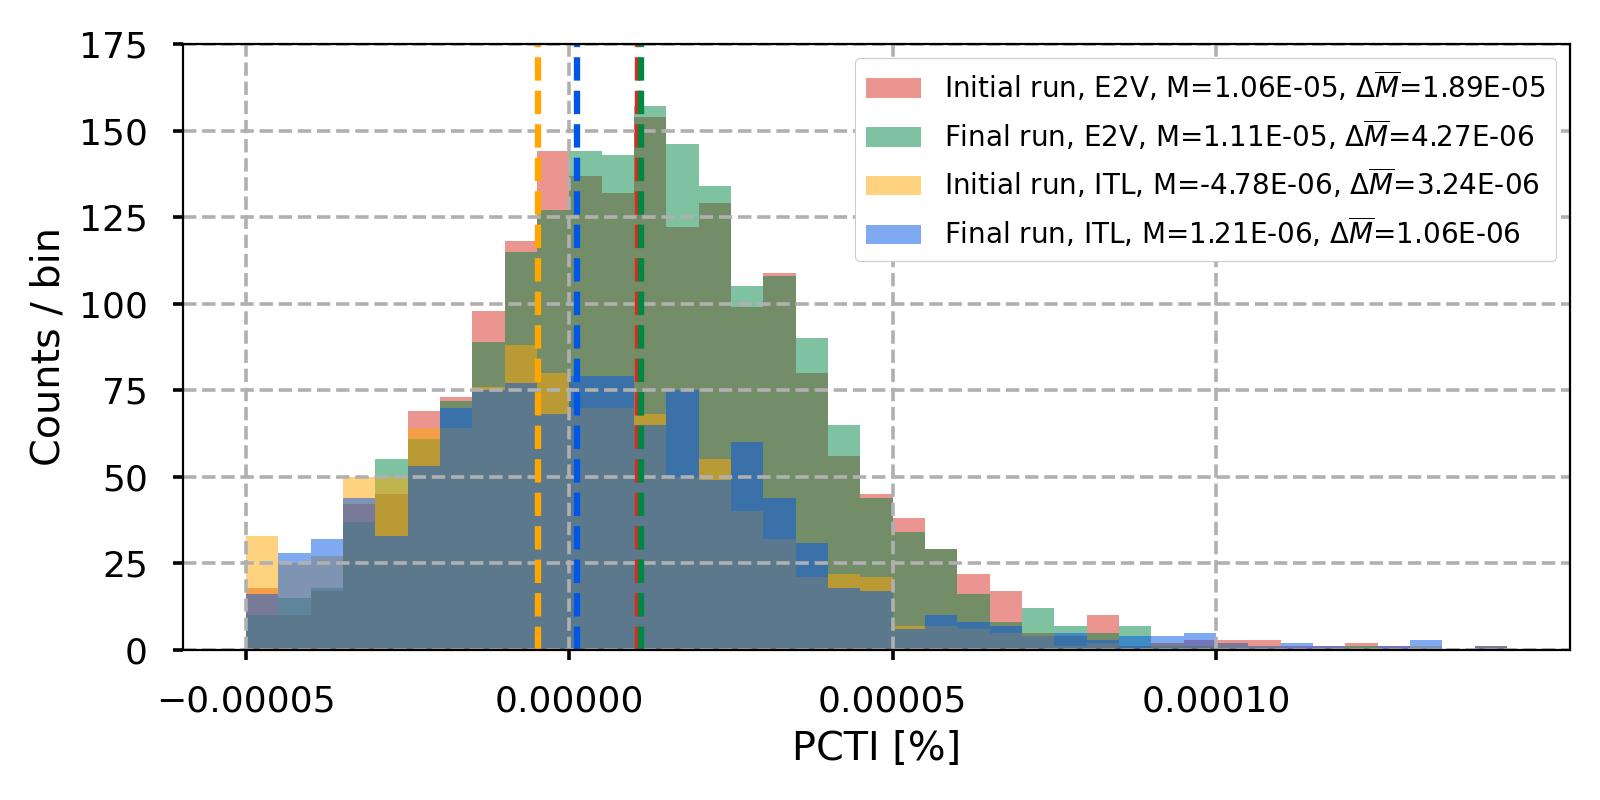 175
150
125
100
75
50
25
0
Counts / bin
Initial run, E2V, M=1.06E-05, ΔM̅=1.89E-05
Final run, E2V, M=1.11E-05, ΔM̅=4.27E-06
Initial run, ITL, M=-4.78E-06, ΔM̅=3.24E-06
Final run, ITL, M=1.21E-06, ΔM̅=1.06E-06
−0.00005 0.00000 0.00005 0.00010
PCTI [%]